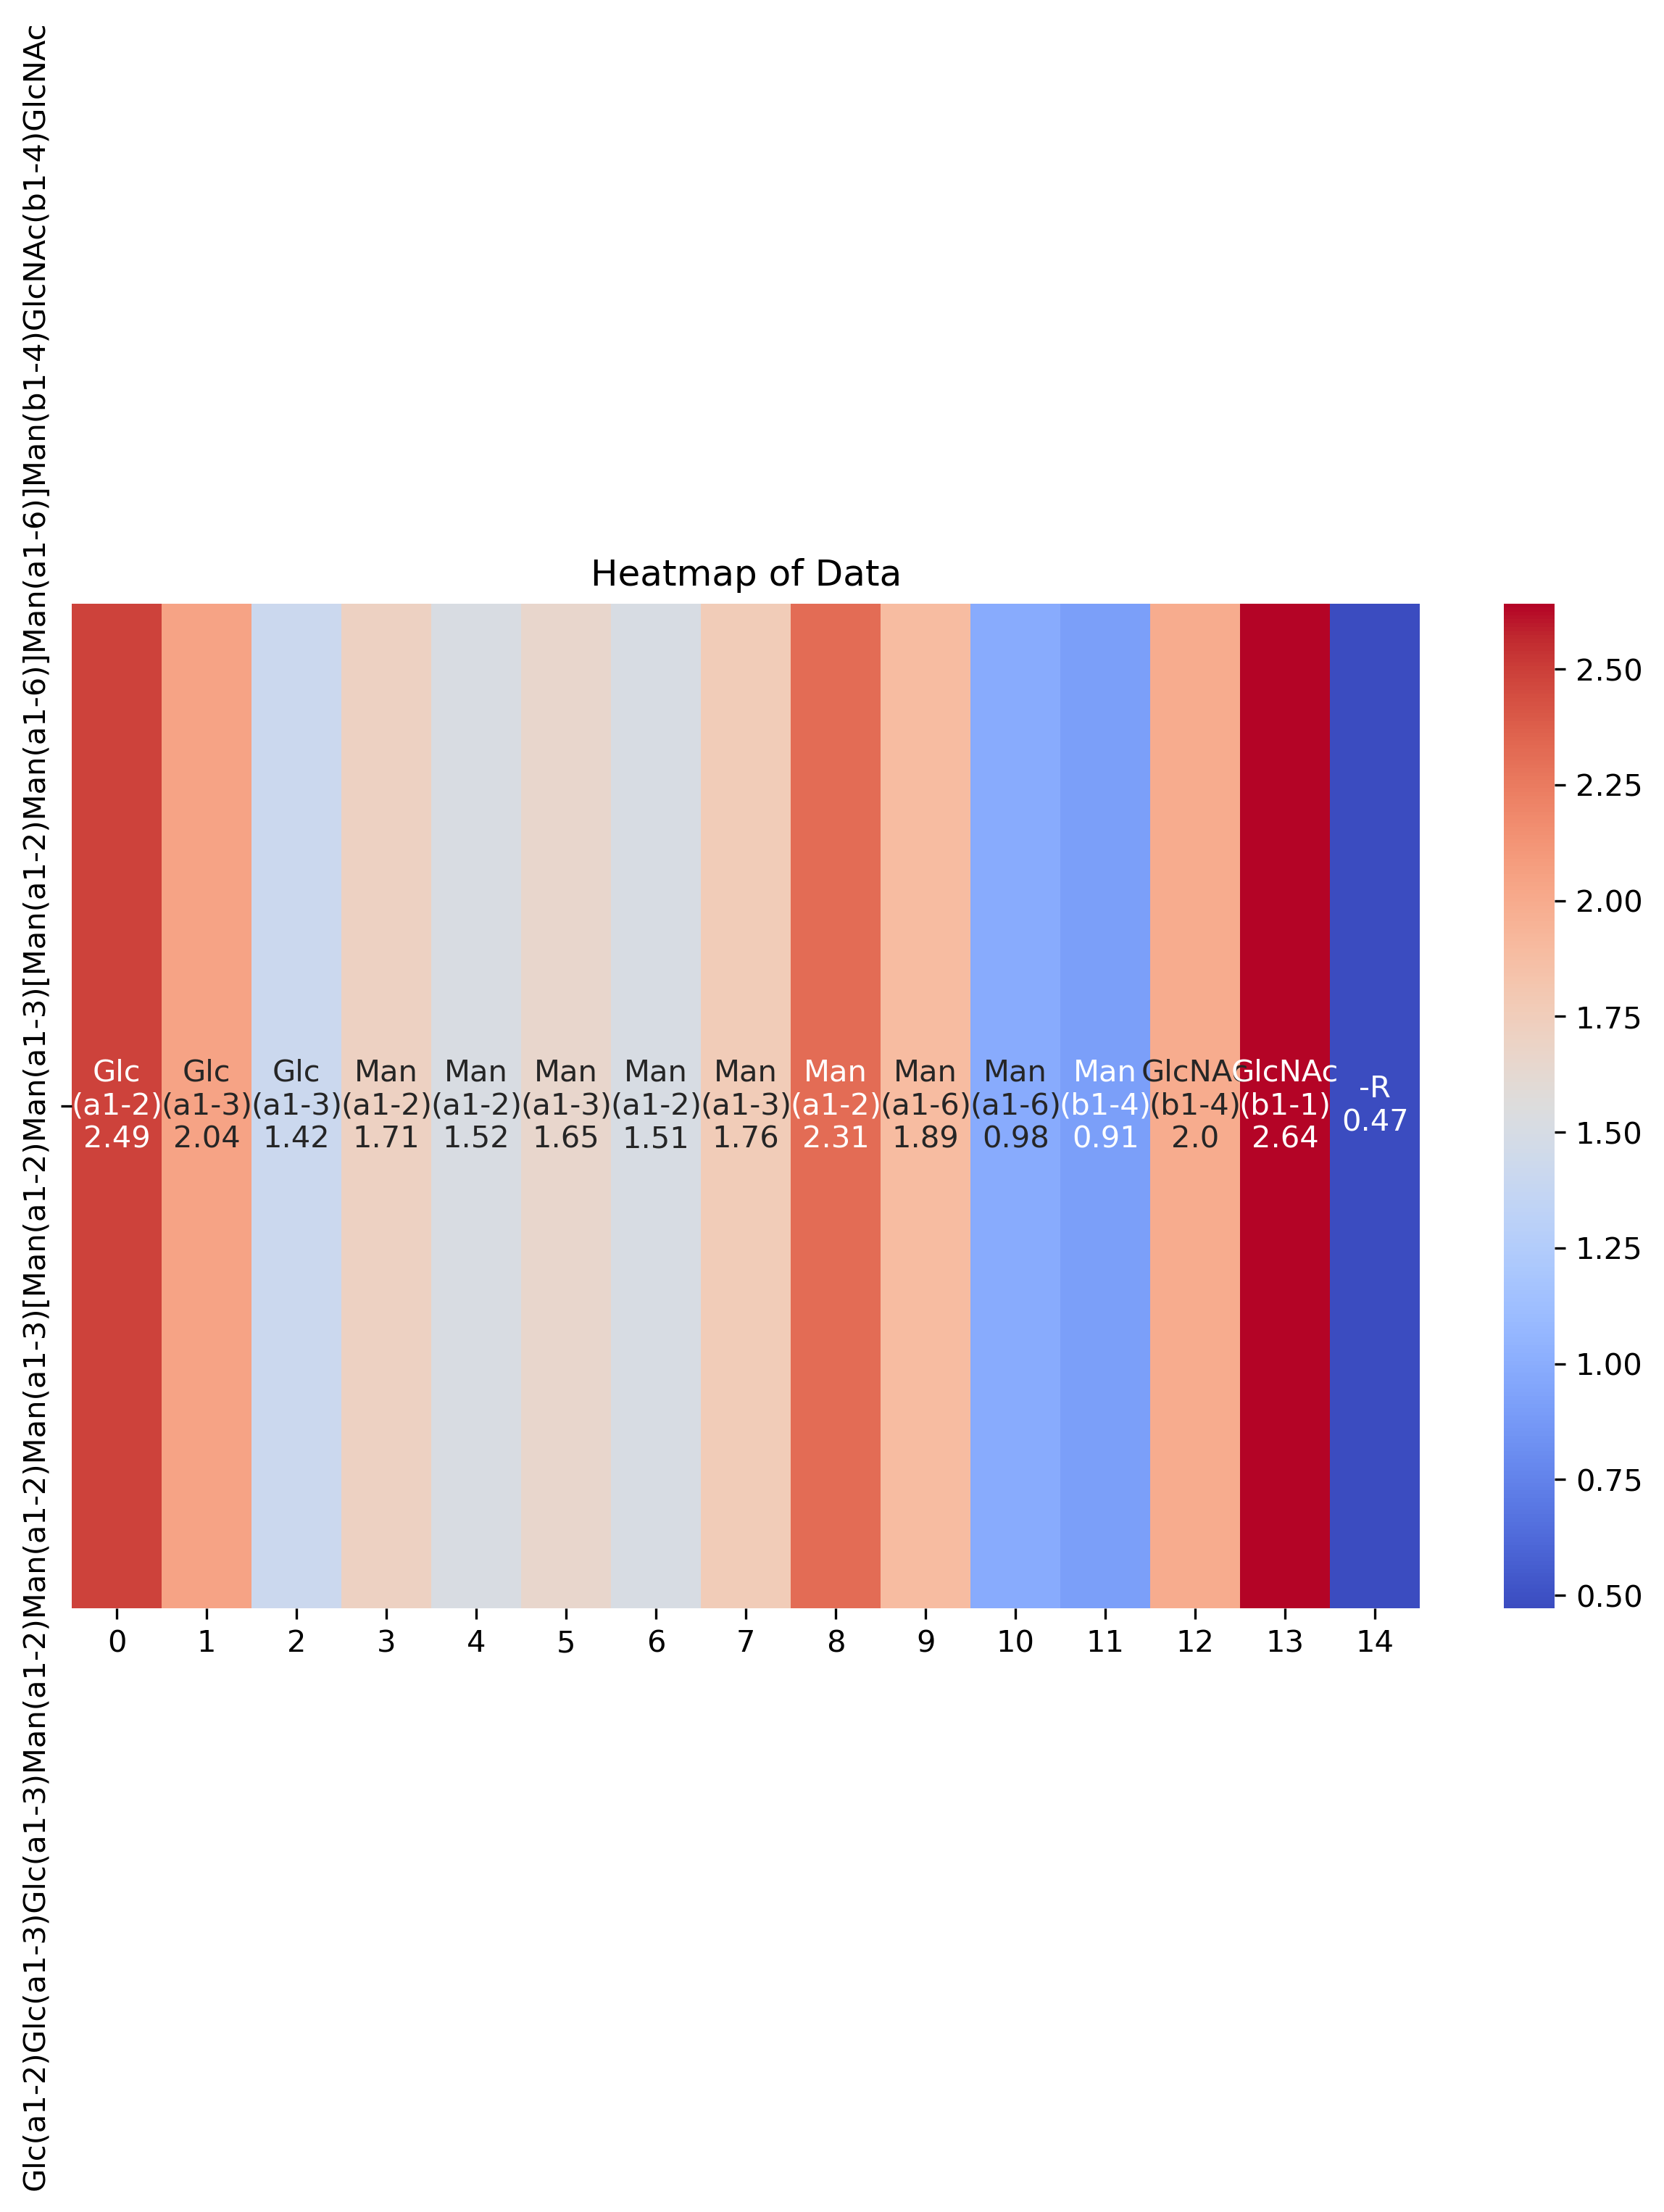 Heatmap of Data
Glc(a1-2)Glc(a1-3)Glc(a1-3)Man(a1-2)Man(a1-2)Man(a1-3)[Man(a1-2)Man(a1-3)[Man(a1-2)Man(a1-6)]Man(a1-6)]Man(b1-4)GlcNAc(b1-4)GlcNAc
Glc
(a1-2)
2.49
Glc
(a1-3)
2.04
Glc
(a1-3)
1.42
Man
(a1-2)
1.71
Man
(a1-2)
1.52
Man
(a1-3)
1.65
Man
(a1-2)
1.51
Man
(a1-3)
1.76
Man
(a1-2)
2.31
Man
(a1-6)
1.89
Man
(a1-6)
0.98
Man
(b1-4)
0.91
GlcNAc
(b1-4)
2.0
GlcNAc
(b1-1)
2.64
-R
0.47
0 1 2 3 4 5 6 7 8 9 10 11 12 13 14
2.50
2.25
2.00
1.75
1.50
1.25
1.00
0.75
0.50